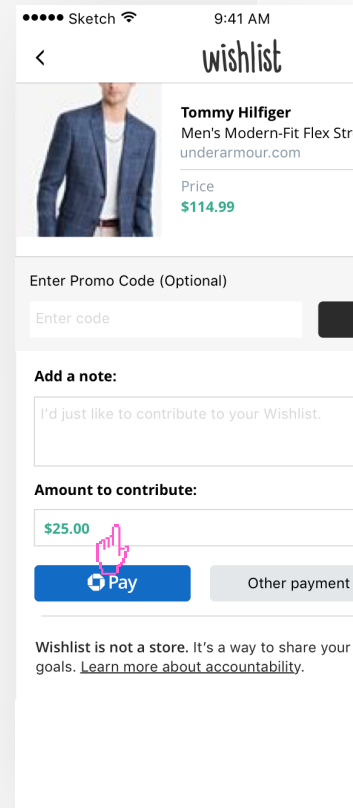 Sketch 9:41 AM
wishlist
Tommy Hilfiger
Men's Modern-Fit Flex Str
underarmour.com
Price
$114.99
Enter Promo Code (Optional)
Enter code
Add a note:
I'd just like to contribute to your Wishlist.
Amount to contribute:
$25.00
Pay Other payment
Wishlist is not a store. It's a way to share your
goals. Learn more about accountability.